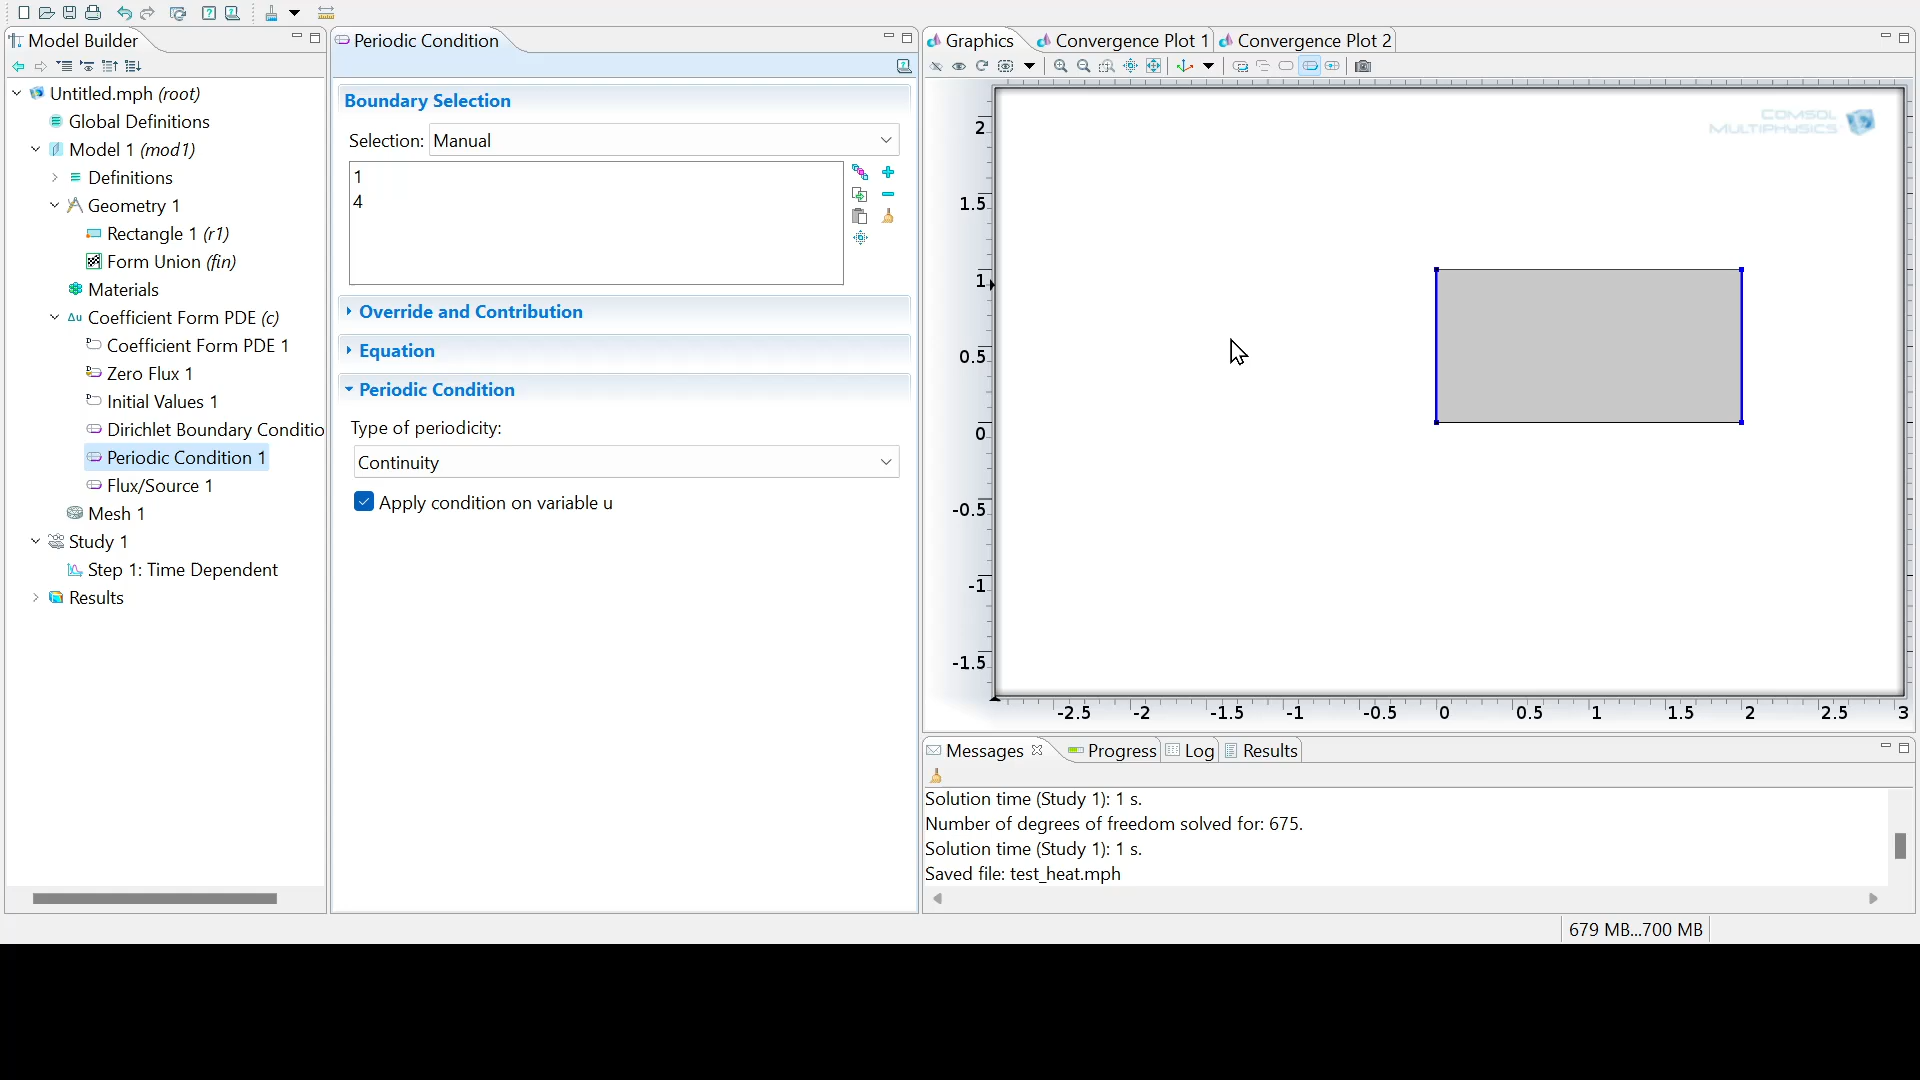 Model Builder
Untitled.mph (root)
Global Definitions
Model 1 (mod1)
Definitions
Geometry 1
Rectangle 1 (r1)
Form Union (fin)
Materials
Δu Coefficient Form PDE (c)
Coefficient Form PDE 1
Zero Flux 1
Initial Values 1
Dirichlet Boundary Conditio
Periodic Condition 1
Flux/Source 1
Mesh 1
Study 1
Step 1: Time Dependent
Results
Periodic Condition
Boundary Selection
Selection: Manual
1
4
Override and Contribution
Equation
Periodic Condition
Type of periodicity:
Continuity
Apply condition on variable u
Graphics Convergence Plot 1 Convergence Plot 2
COMSOL
MULTIPHYSICS
2
1.5
1
0.5
0
-0.5
-1
-1.5
-2.5 -2 -1.5 -1 -0.5 0 0.5 1 1.5 2 2.5 3
Messages Progress Log Results
Solution time (Study 1): 1 s.
Number of degrees of freedom solved for: 675.
Solution time (Study 1): 1 s.
Saved file: test_heat.mph
679 MB...700 MB